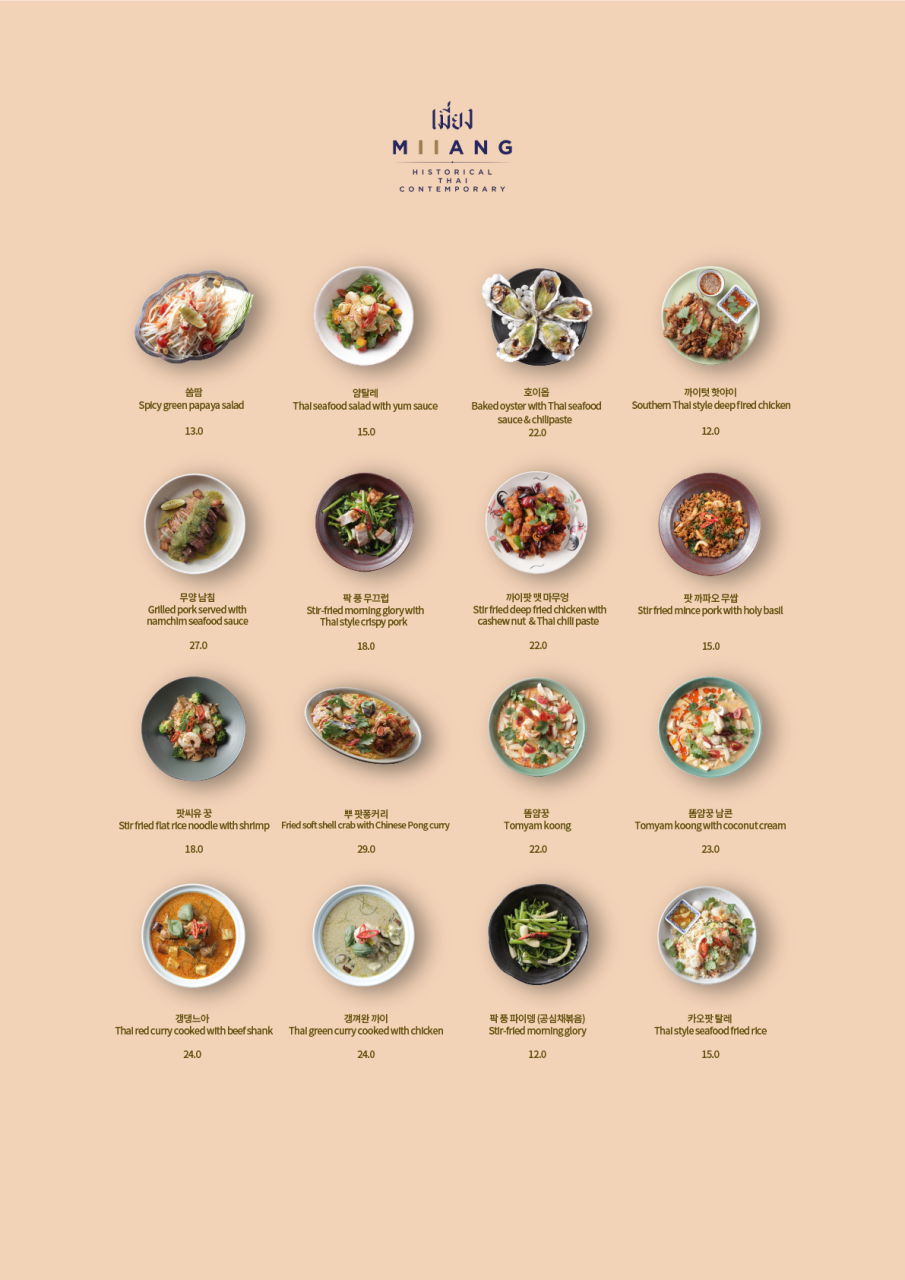 เมี่ยง
MIIANG
HISTORICAL
THAI
CONTEMPORARY
쏨땀
Spicy green papaya salad
13.0
얌탈레
Thai seafood salad with yum sauce
15.0
호이옵
Baked oyster with Thai seafood
sauce & chilipaste
22.0
까이텃 핫야이
Southern Thai style deep fired chicken
12.0
무양 남침
Grilled pork served with
namchim seafood sauce
27.0
팍 풍 무끄럽
Stir-fried morning glory with
Thai style crispy pork
18.0
까이팟 맷 마무엉
Stir fried deep fried chicken with
cashew nut & Thai chili paste
22.0
팟 까파오 무쌉
Stir fried mince pork with holy basil
15.0
팟씨유 꿍
Stir fried flat rice noodle with shrimp
18.0
뿌 팟퐁커리
Fried soft shell crab with Chinese Pong curry
29.0
똠얌꿍
Tomyam koong
22.0
똠얌꿍 남콘
Tomyam koong with coconut cream
23.0
갱댕느아
Thai red curry cooked with beef shank
24.0
갱껴완 까이
Thai green curry cooked with chicken
24.0
팍 풍 파이뎅 (공심채볶음)
Stir-fried morning glory
12.0
카오팟 탈레
Thai style seafood fried rice
15.0